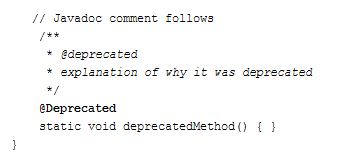 // Javadoc comment follows
/**
* @deprecated
* explanation of why it was deprecated
*/
@Deprecated
static void deprecatedMethod() { }
}